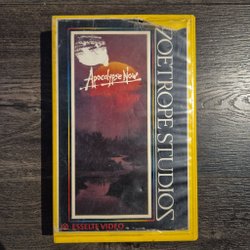 Apocalypse Now
ZOETROPE STUDIOS
ESSELTE VIDEO